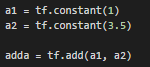 a1 = tf.constant(1)
a2 = tf.constant(3.5)
adda = tf.add(a1, a2)